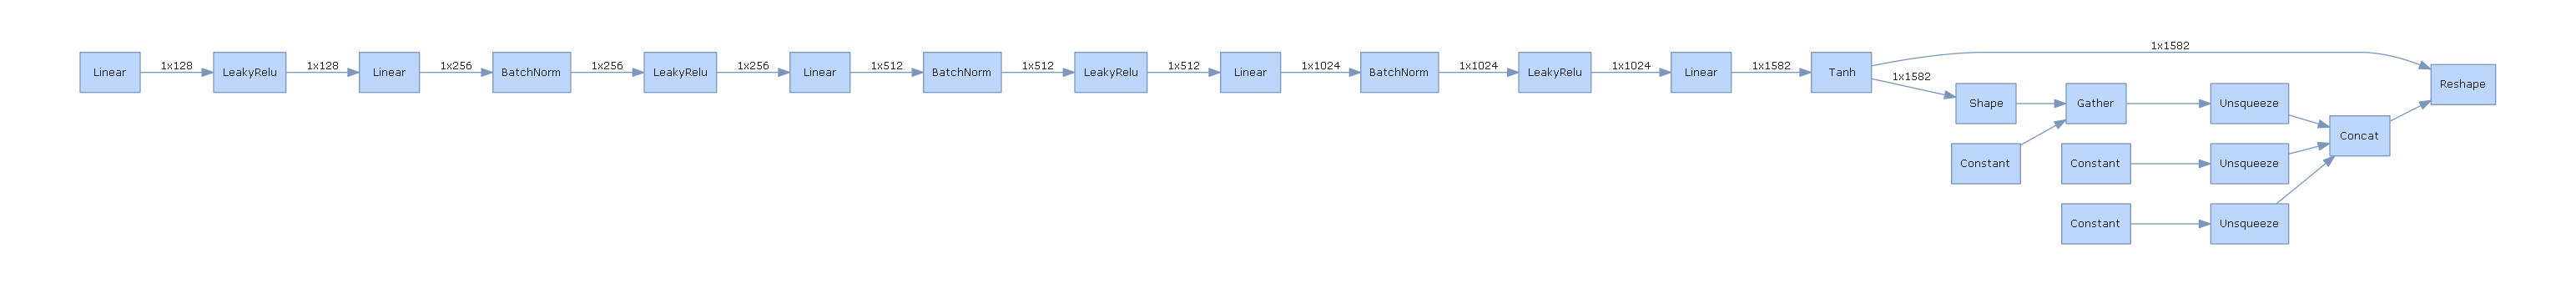 Linear 1x128 LeakyRelu 1x128 Linear 1x256 BatchNorm 1x256 LeakyRelu 1x256 Linear 1x512 BatchNorm 1x512 LeakyRelu 1x512 Linear 1x1024 BatchNorm 1x1024 LeakyRelu 1x1024 Linear 1x1582 Tanh
1x1582
1x1582
Reshape
Shape Gather Unsqueeze
Concat
Constant Constant Unsqueeze
Constant Unsqueeze